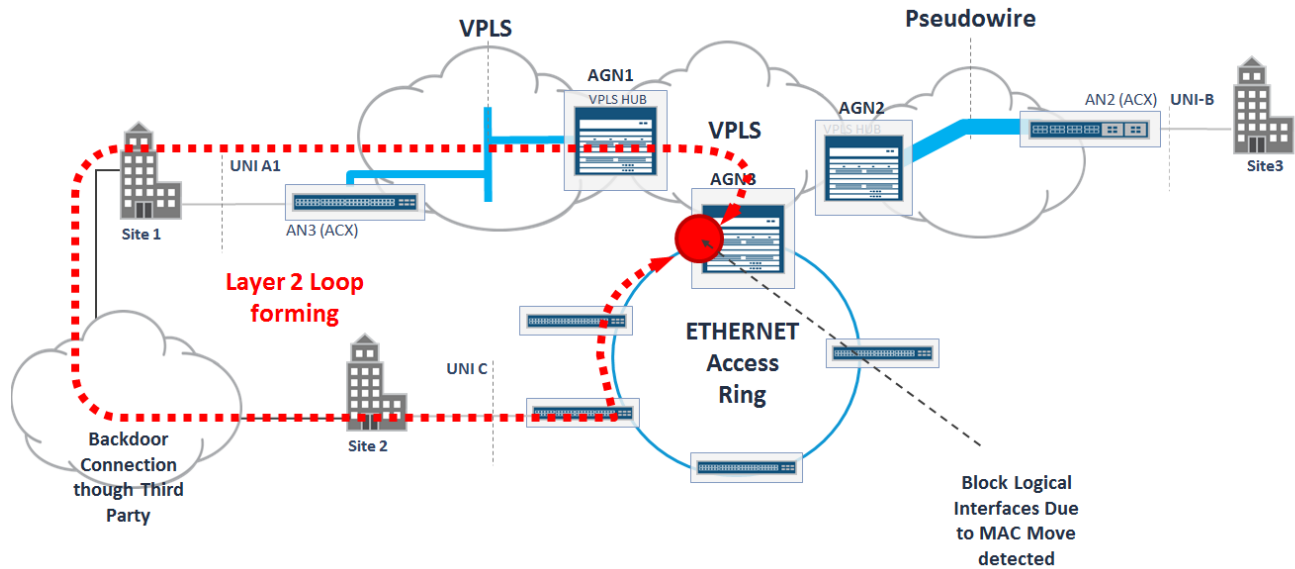 VPLS
Pseudowire
AGN1
VPLS HUB
AGN2
VPLS HUB
AN2 (ACX)
UNI-B
VPLS
AGN3
UNI A1
Site 1
AN3 (ACX)
Site3
Layer 2 Loop
forming
ETHERNET
Access
Ring
UNI C
Site 2
Backdoor
Connection
though Third
Party
Block Logical
Interfaces Due
to MAC Move
detected